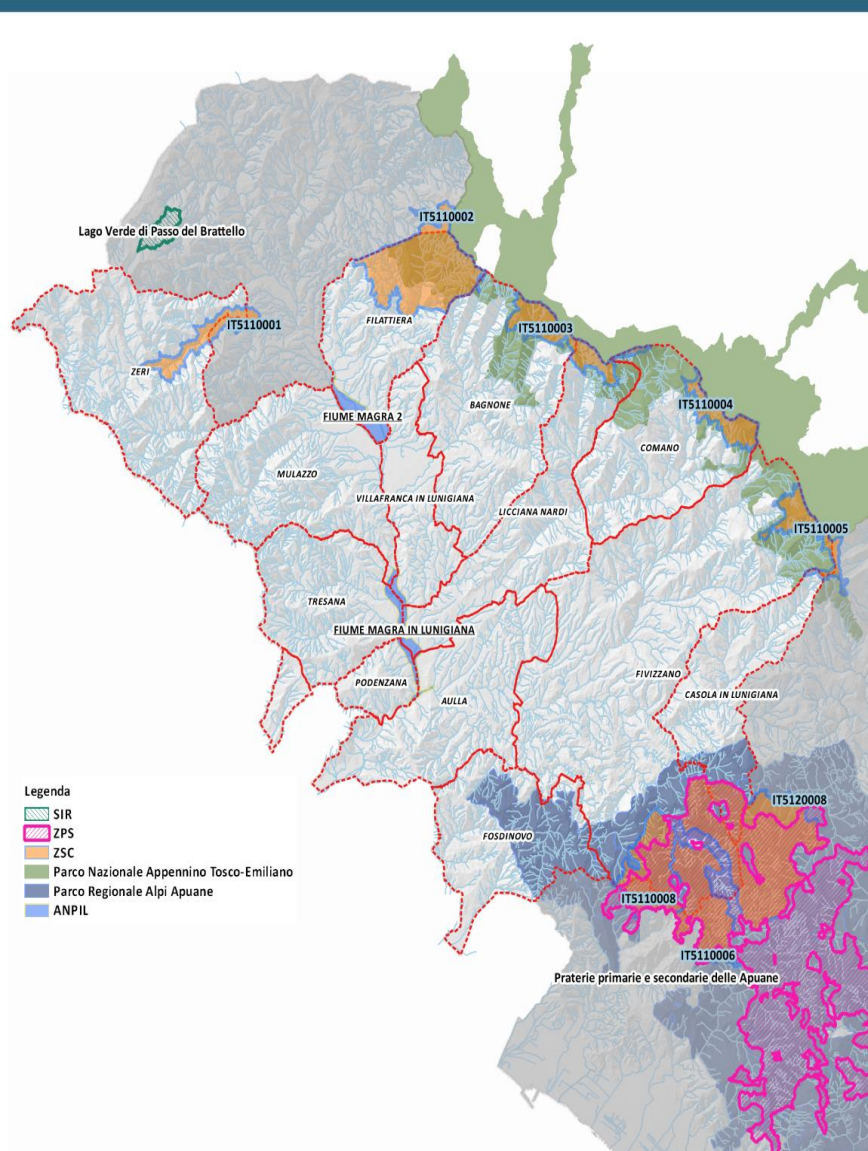 IT5110002
Lago Verde di Passo del Brattello
FILATTIERA
IT5110001
IT5110003
ZERI
BAGNONE
IT5110004
FIUME MAGRA 2
COMANO
MULAZZO
VILLAFRANCA IN LUNIGIANA
LICCIANA NARDI
IT5110005
TRESANA
FIUME MAGRA IN LUNIGIANA
PODENZANA
AULLA
FIVIZZANO
CASOLA IN LUNIGIANA
Legenda
SIR
ZPS
ZSC
Parco Nazionale Appennino Tosco-Emiliano
Parco Regionale Alpi Apuane
ANPIL
FOSDINOVO
IT5120008
IT5110008
IT5110006
Praterie primarie e secondarie delle Apuane